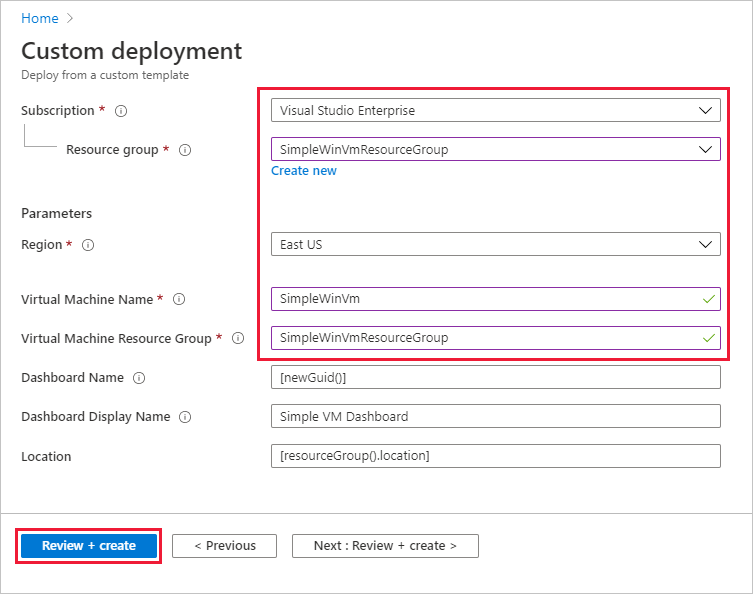 Home >
Custom deployment
Deploy from a custom template
Subscription * Visual Studio Enterprise
Resource group * SimpleWinVmResourceGroup
Create new
Parameters
Region * East US
Virtual Machine Name * SimpleWinVm
Virtual Machine Resource Group * SimpleWinVmResourceGroup
Dashboard Name [newGuid()]
Dashboard Display Name Simple VM Dashboard
Location [resourceGroup().location]
Review + create < Previous Next : Review + create >